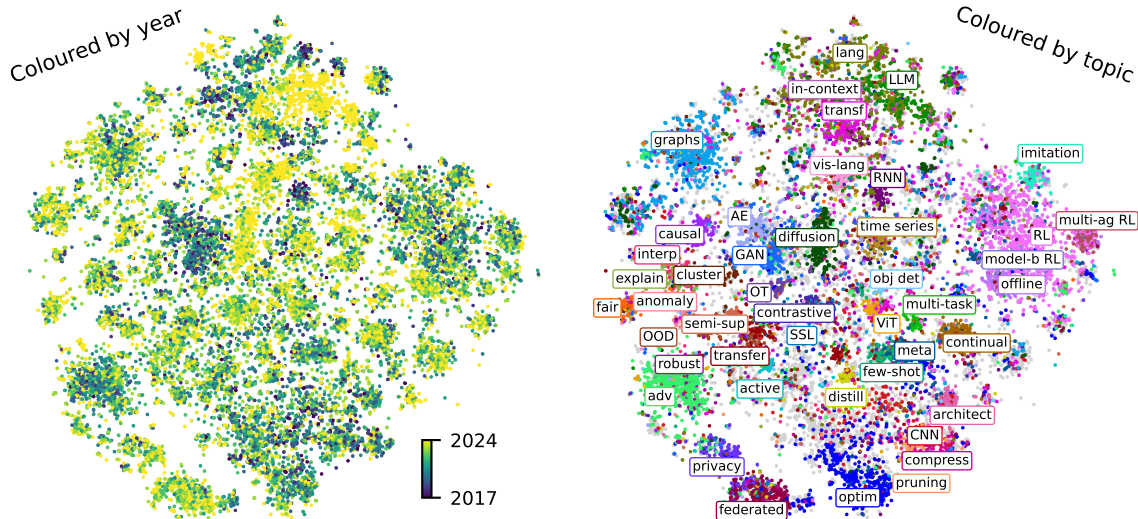 Coloured by year
Coloured by topic
lang
LLM
in-context
transf
graphs
vis-lang
imitation
RNN
AE
multi-ag RL
causal
time series
RL
diffusion
interp
GAN
model-b RL
explain
cluster
obj det
offline
OT
fair
anomaly
contrastive
multi-task
semi-sup
ViT
OOD
SSL
continual
transfer
meta
robust
few-shot
active
adv
distill
architect
CNN
2024
compress
privacy
pruning
2017
optim
federated